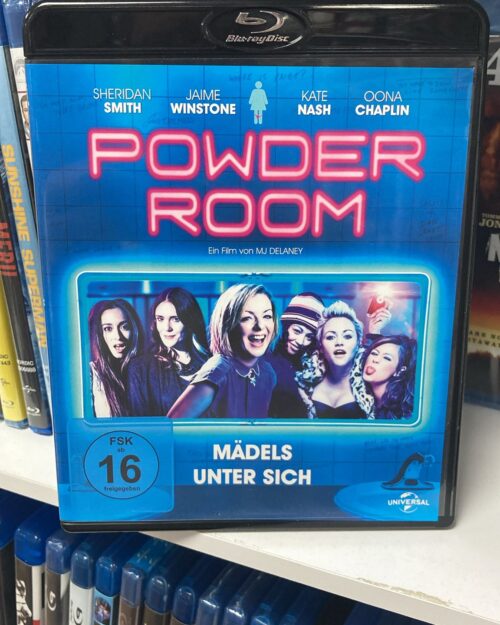 Blu-ray Disc
SHERIDAN SMITH
JAIME WINSTONE
KATE NASH
OONA CHAPLIN
POWDER
ROOM
Ein Film von MJ DELANEY
FSK
ab
16
freigegeben
MÄDELS
UNTER SICH
UNIVERSAL
SUNSHINE
SUPERMAN